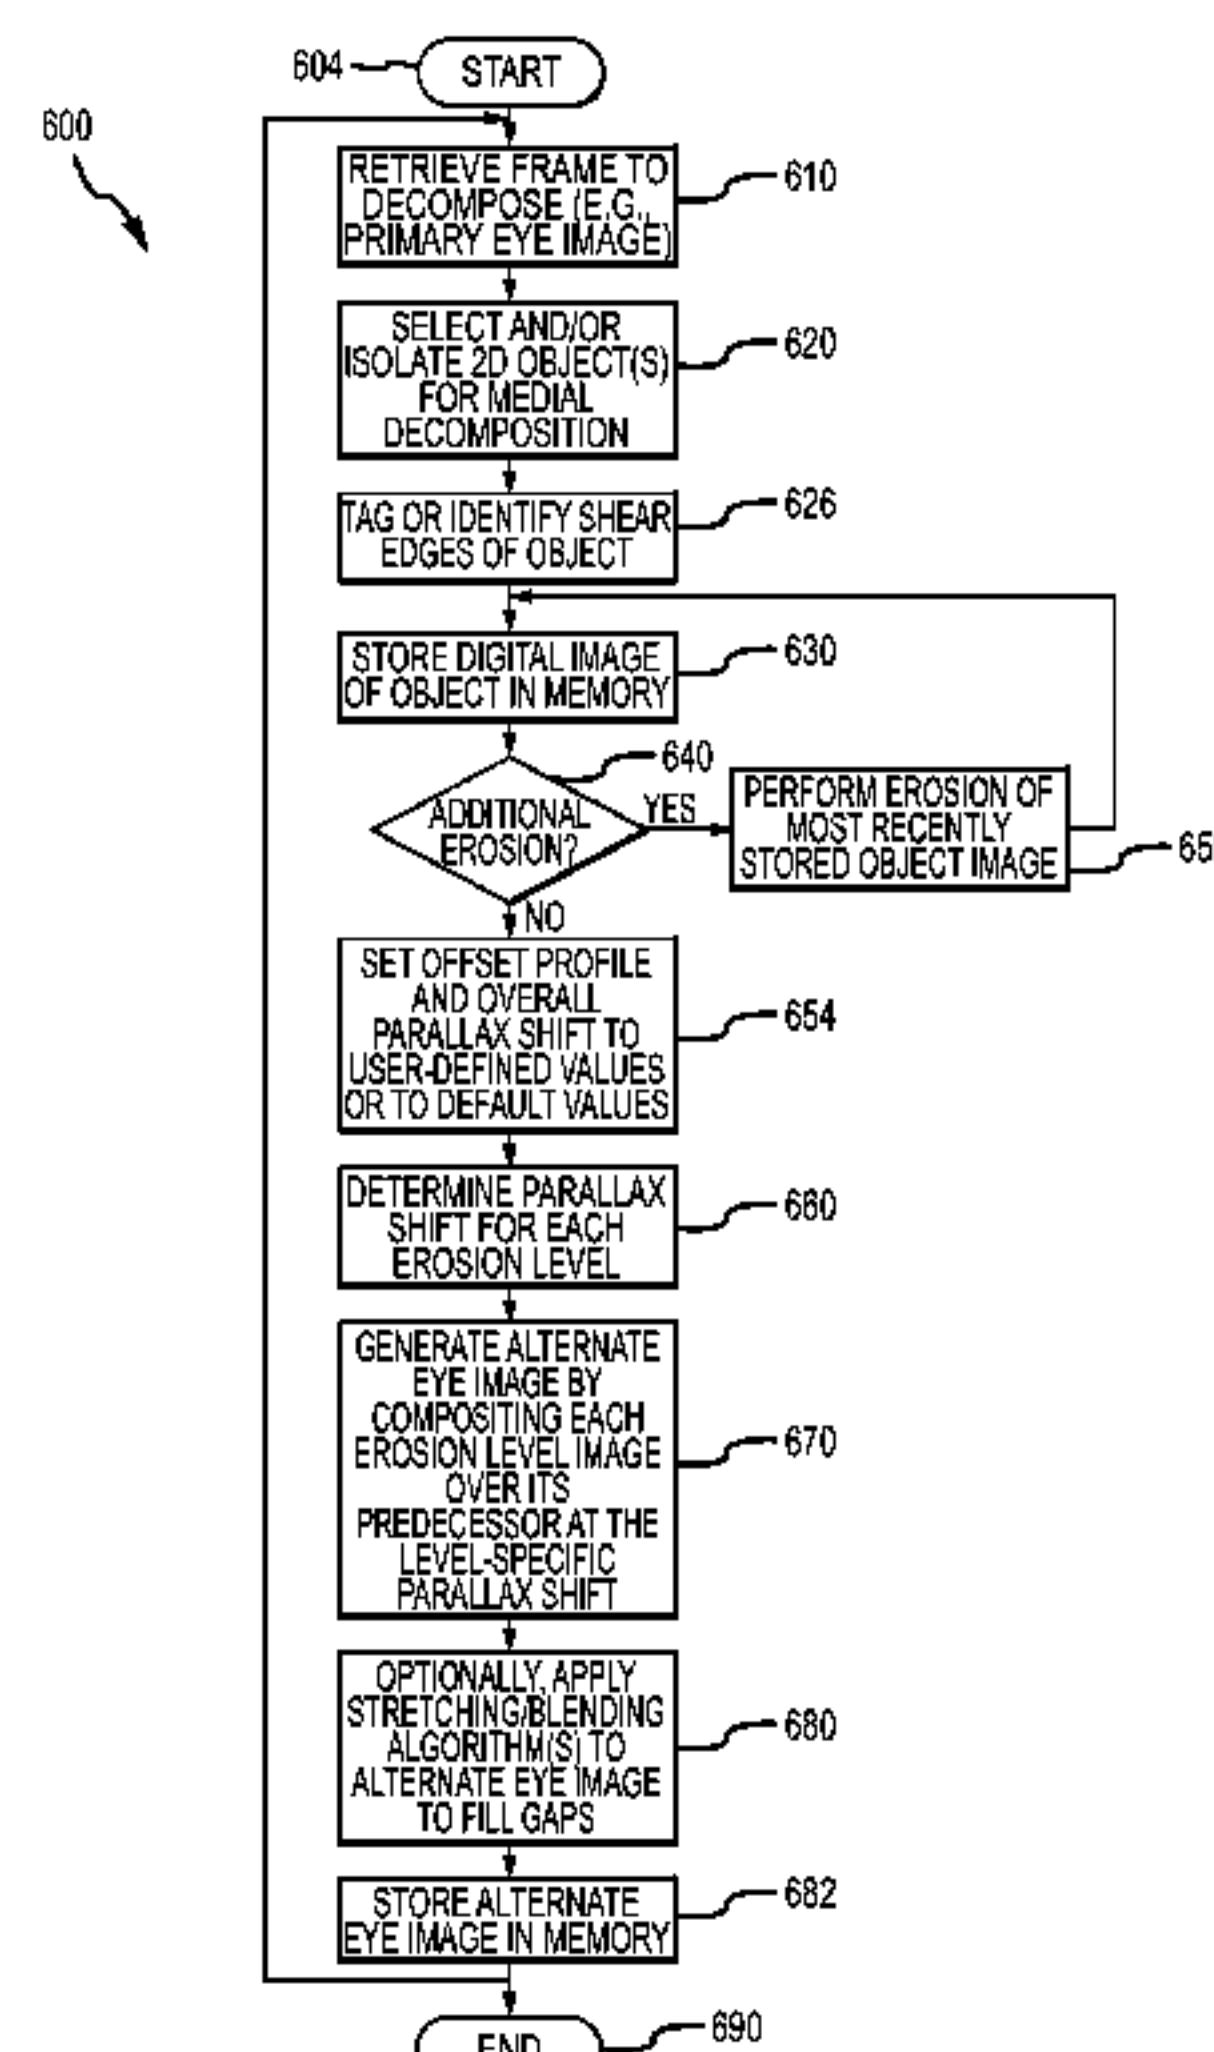 604
START
600
RETRIEVE FRAME TO
DECOMPOSE (E.G.,
PRIMARY EYE IMAGE)
610
SELECT AND/OR
ISOLATE 2D OBJECT(S)
FOR MEDIAL
DECOMPOSITION
620
TAG OR IDENTIFY SHEAR
EDGES OF OBJECT
626
STORE DIGITAL IMAGE
OF OBJECT IN MEMORY
630
640
ADDITIONAL
EROSION?
YES
PERFORM EROSION OF
MOST RECENTLY
STORED OBJECT IMAGE
65
NO
SET OFFSET PROFILE
AND OVERALL
PARALLAX SHIFT TO
USER-DEFINED VALUES
OR TO DEFAULT VALUES
654
DETERMINE PARALLAX
SHIFT FOR EACH
EROSION LEVEL
660
GENERATE ALTERNATE
EYE IMAGE BY
COMPOSITING EACH
EROSION LEVEL IMAGE
OVER ITS
PREDECESSOR AT THE
LEVEL-SPECIFIC
PARALLAX SHIFT
670
OPTIONALLY, APPLY
STRETCHING/BLENDING
ALGORITHM(S) TO
ALTERNATE EYE IMAGE
TO FILL GAPS
680
STORE ALTERNATE
EYE IMAGE IN MEMORY
682
END
690